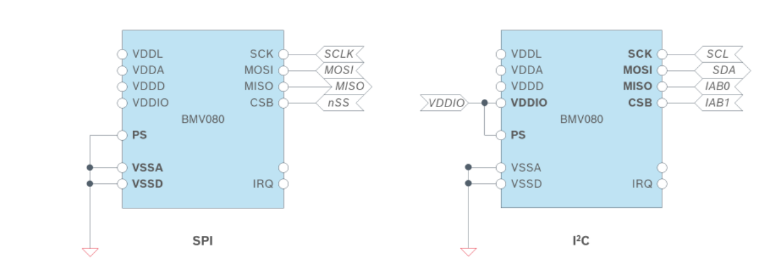 VDDL SCK SCLK
VDDA MOSI MOSI
VDDD MISO MISO
VDDIO CSB nSS
BMV080
PS
VSSA
VSSD IRQ
SPI
VDDL SCK SCL
VDDA MOSI SDA
VDDD MISO IAB0
VDDIO VDDIO CSB IAB1
BMV080
PS
VSSA
VSSD IRQ
I²C